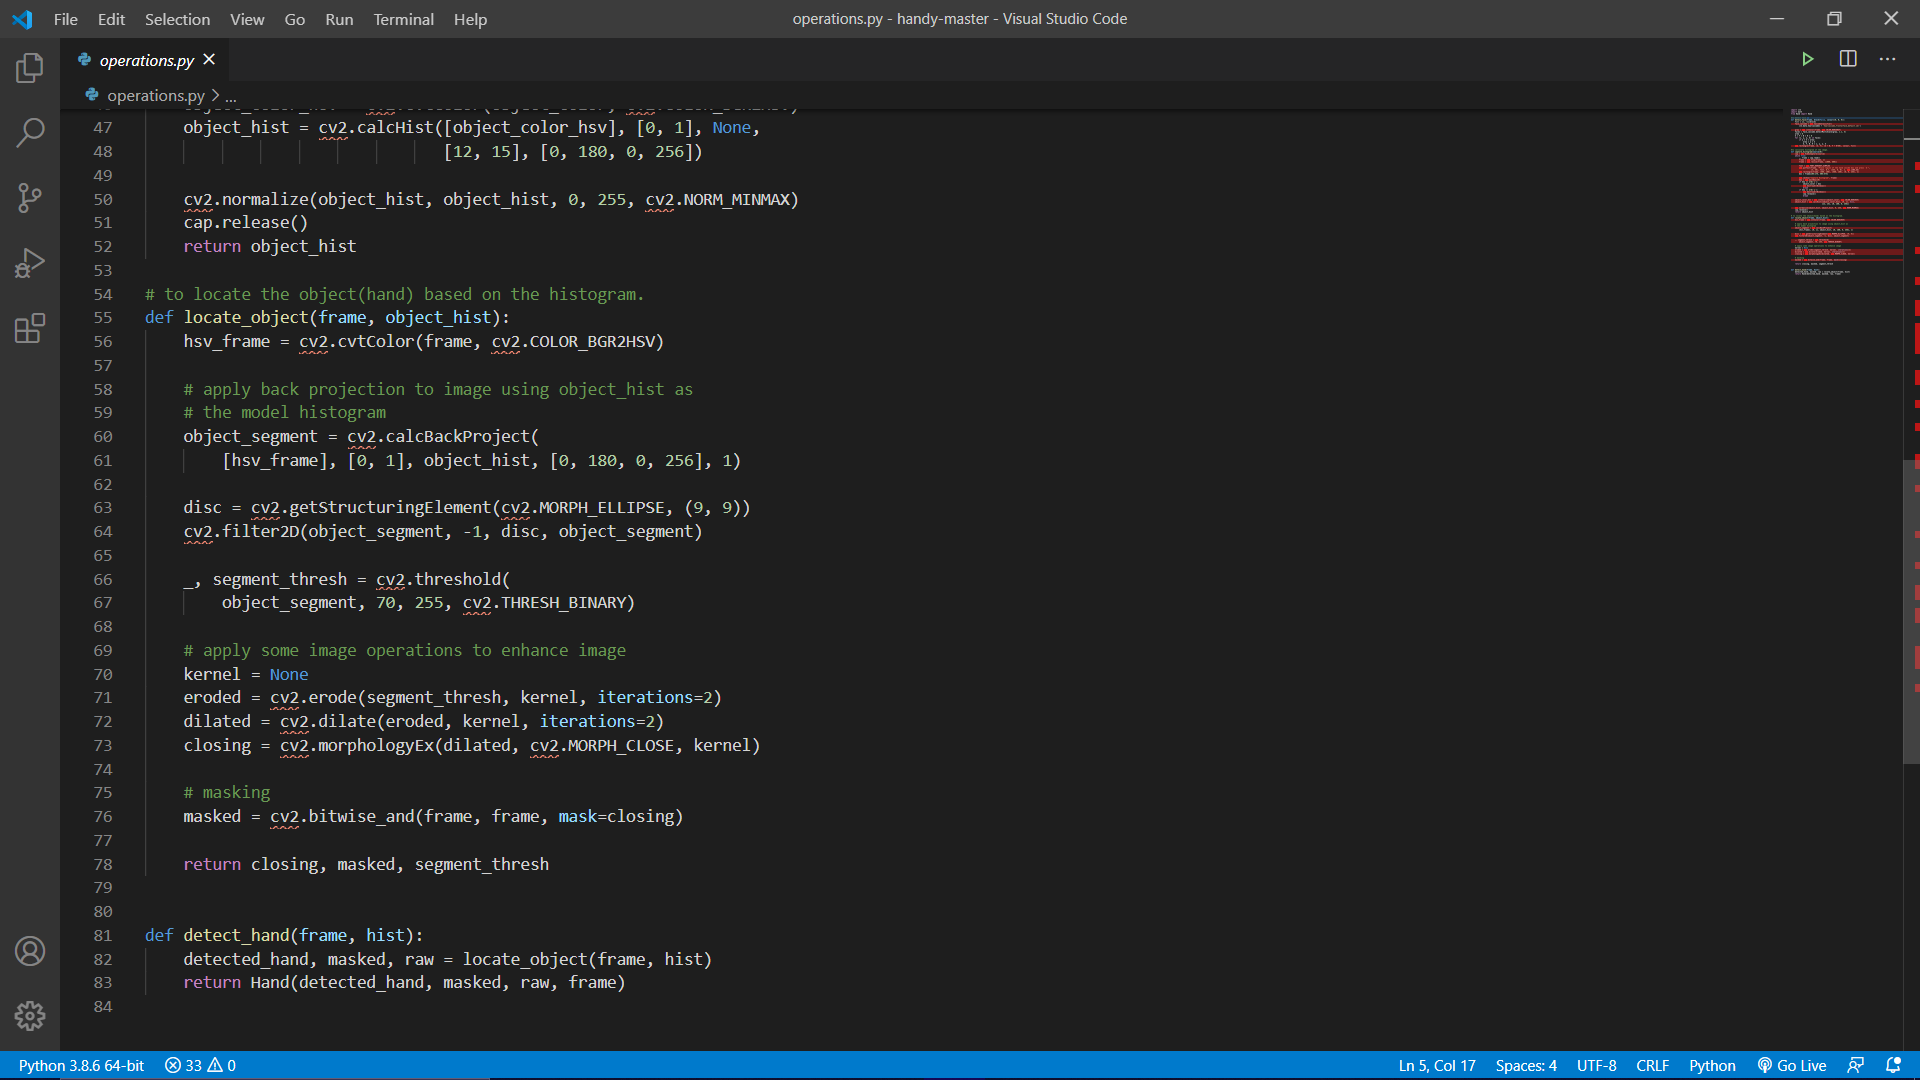 File Edit Selection View Go Run Terminal Help
operations.py - handy-master - Visual Studio Code
operations.py
operations.py > ...
47 object_hist = cv2.calcHist([object_color_hsv], [0, 1], None,
48 [12, 15], [0, 180, 0, 256])
49
50 cv2.normalize(object_hist, object_hist, 0, 255, cv2.NORM_MINMAX)
51 cap.release()
52 return object_hist
53
54 # to locate the object(hand) based on the histogram.
55 def locate_object(frame, object_hist):
56 hsv_frame = cv2.cvtColor(frame, cv2.COLOR_BGR2HSV)
57
58 # apply back projection to image using object_hist as
59 # the model histogram
60 object_segment = cv2.calcBackProject(
61 [hsv_frame], [0, 1], object_hist, [0, 180, 0, 256], 1)
62
63 disc = cv2.getStructuringElement(cv2.MORPH_ELLIPSE, (9, 9))
64 cv2.filter2D(object_segment, -1, disc, object_segment)
65
66 _, segment_thresh = cv2.threshold(
67 object_segment, 70, 255, cv2.THRESH_BINARY)
68
69 # apply some image operations to enhance image
70 kernel = None
71 eroded = cv2.erode(segment_thresh, kernel, iterations=2)
72 dilated = cv2.dilate(eroded, kernel, iterations=2)
73 closing = cv2.morphologyEx(dilated, cv2.MORPH_CLOSE, kernel)
74
75 # masking
76 masked = cv2.bitwise_and(frame, frame, mask=closing)
77
78 return closing, masked, segment_thresh
79
80
81 def detect_hand(frame, hist):
82 detected_hand, masked, raw = locate_object(frame, hist)
83 return Hand(detected_hand, masked, raw, frame)
84
Python 3.8.6 64-bit 33 0 Ln 5, Col 17 Spaces: 4 UTF-8 CRLF Python Go Live